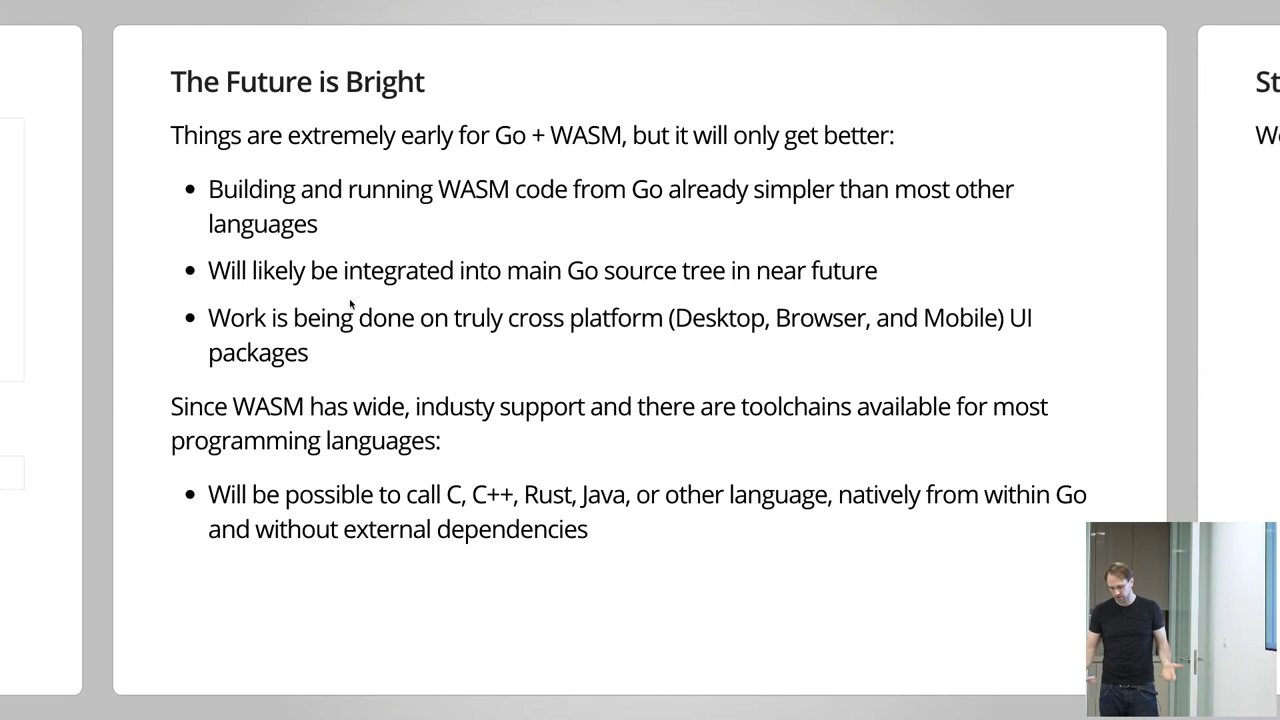 The Future is Bright
Things are extremely early for Go + WASM, but it will only get better:
Building and running WASM code from Go already simpler than most other
languages
Will likely be integrated into main Go source tree in near future
Work is being done on truly cross platform (Desktop, Browser, and Mobile) UI
packages
Since WASM has wide, industy support and there are toolchains available for most
programming languages:
Will be possible to call C, C++, Rust, Java, or other language, natively from within Go
and without external dependencies
St